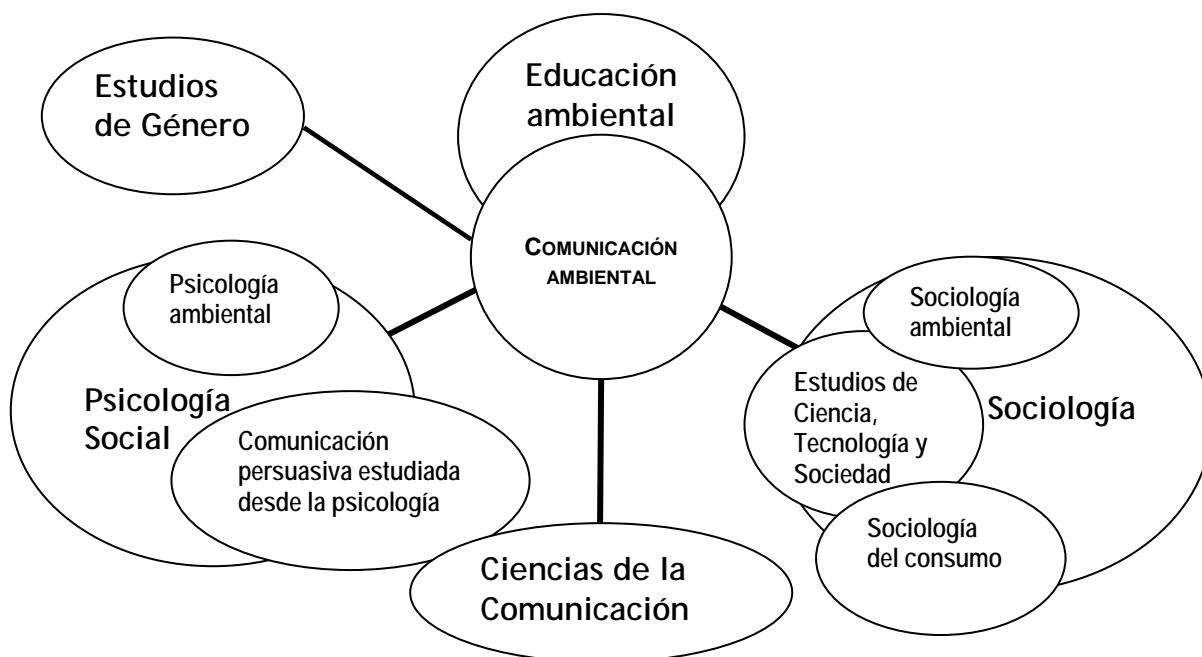 Estudios
de Género
Educación
ambiental
COMUNICACIÓN
AMBIENTAL
Psicología
ambiental
Psicología
Social
Comunicación
persuasiva estudiada
desde la psicología
Ciencias de la
Comunicación
Sociología
ambiental
Estudios de
Ciencia,
Tecnología y
Sociedad
Sociología
Sociología
del consumo